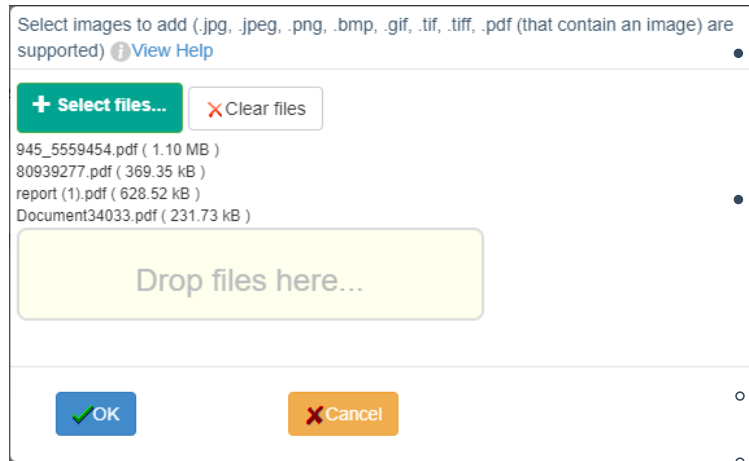 Select images to add (.jpg, .jpeg, .png, .bmp, .gif, .tif, .tiff, .pdf (that contain an image) are
supported) View Help
+ Select files... Clear files
945_5559454.pdf ( 1.10 MB )
80939277.pdf ( 369.35 kB )
report (1).pdf ( 628.52 kB )
Document34033.pdf ( 231.73 kB )
Drop files here...
OK Cancel